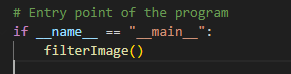 # Entry point of the program
if __name__ == "__main__":
    filterImage()